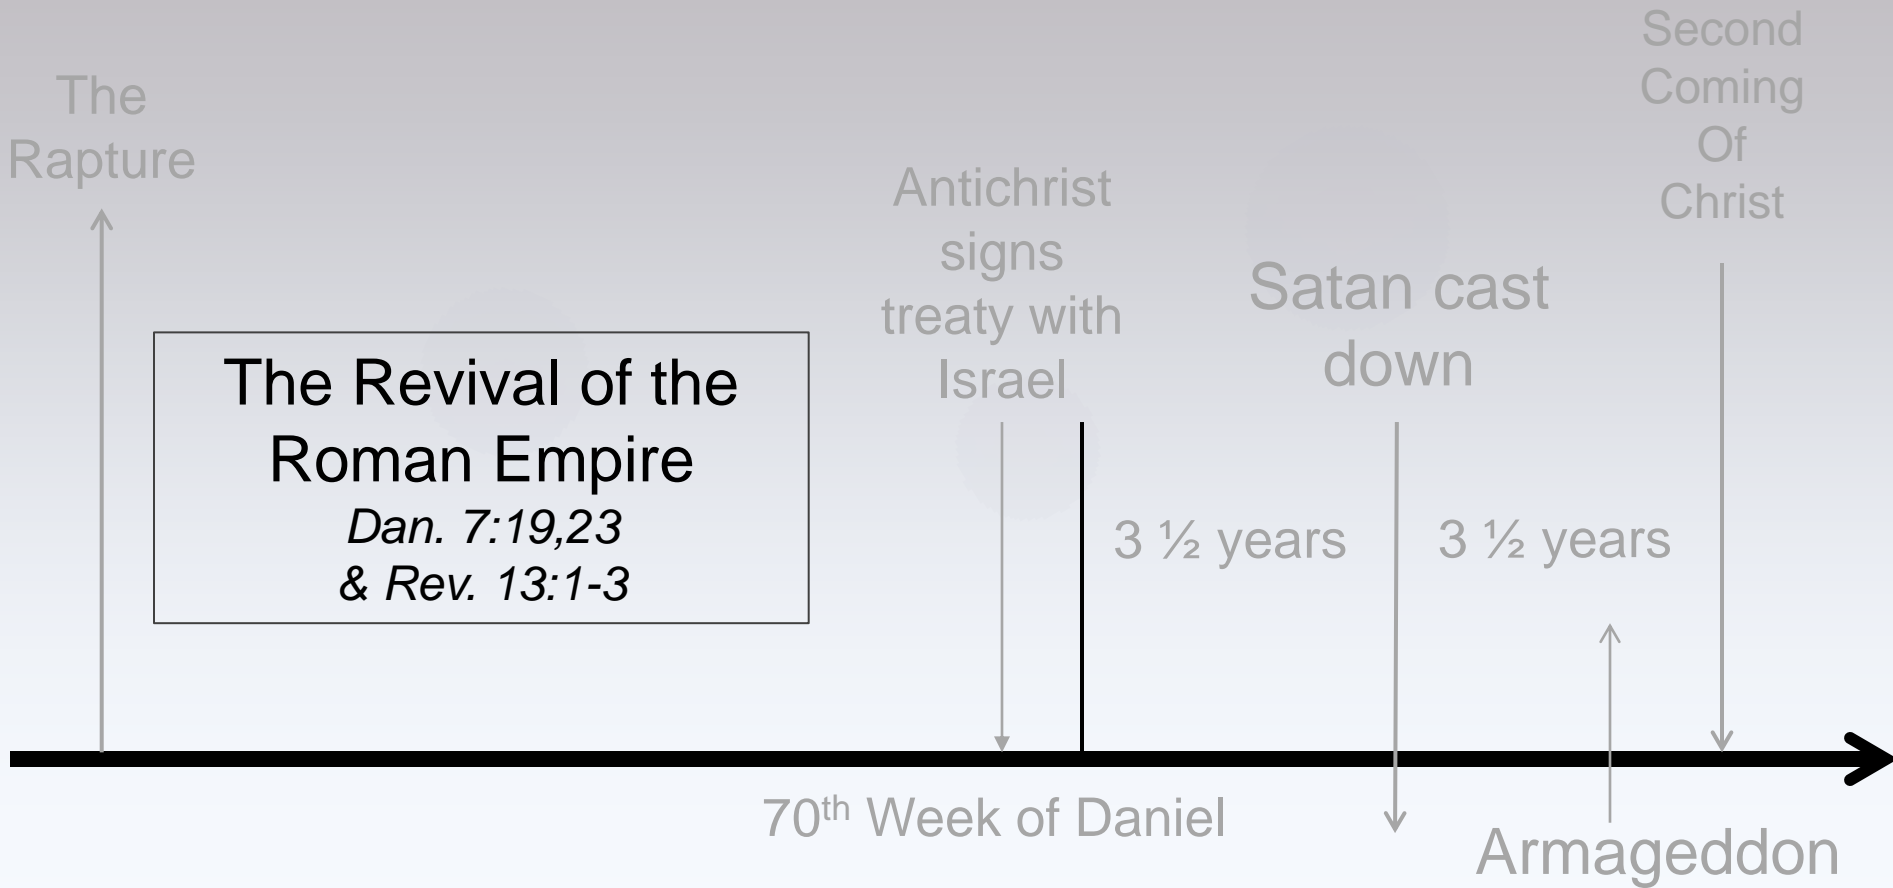 The
Rapture
The Revival of the
Roman Empire
Dan. 7:19,23
& Rev. 13:1-3
Antichrist
signs
treaty with
Israel
Satan cast
down
Second
Coming
Of
Christ
3 ½ years
3 ½ years
70th Week of Daniel
Armageddon